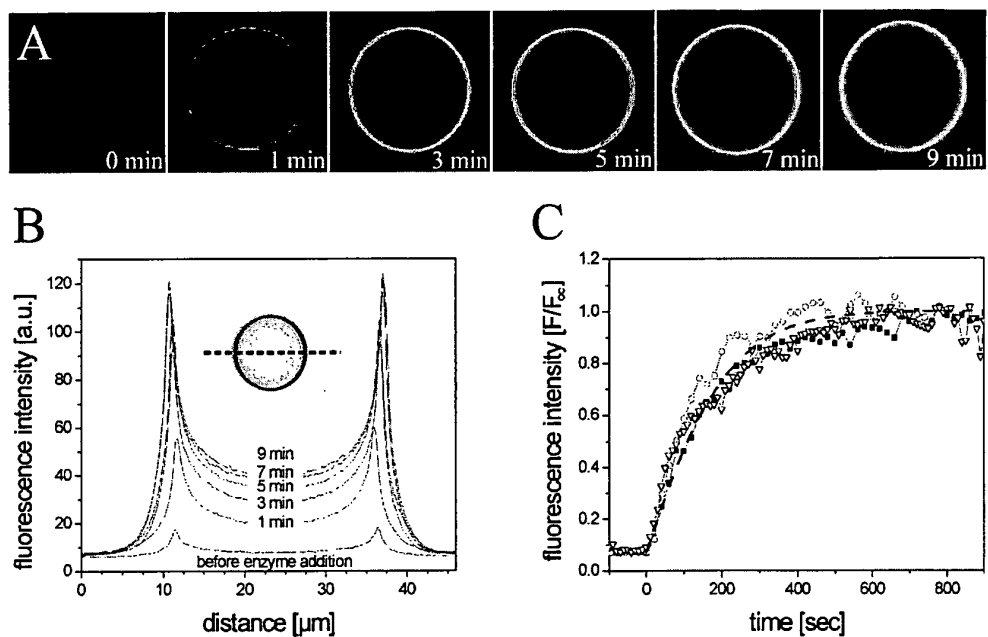 A
0 min
1 min
3 min
5 min
7 min
9 min
B
fluorescence intensity [a.u.]
120
100
80
60
40
20
0
9 min
7 min
5 min
3 min
1 min
before enzyme addition
0
10
20
30
40
distance [µm]
C
fluorescence intensity [F/F∞]
1.2
1.0
0.8
0.6
0.4
0.2
0.0
0
200
400
600
800
time [sec]